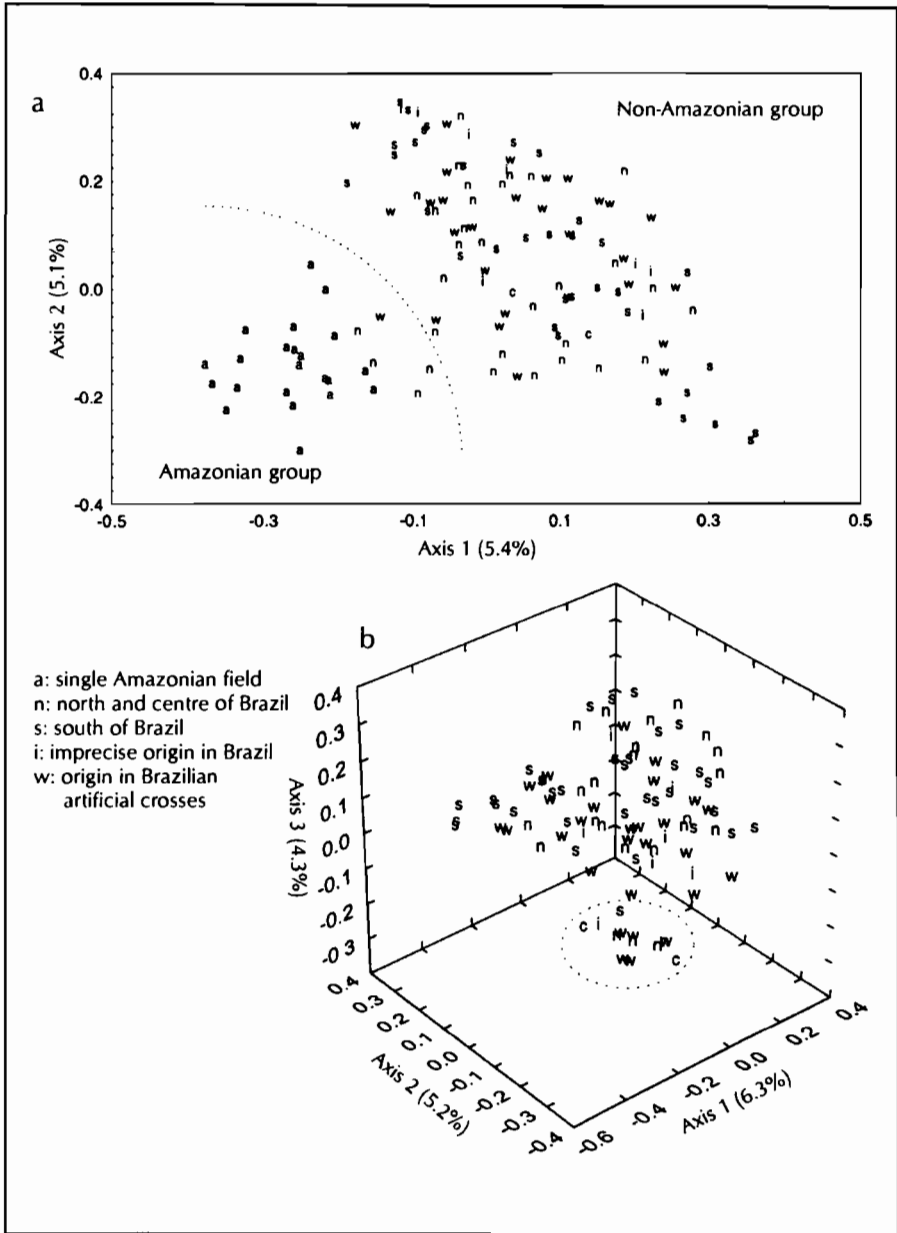 a
0.4
0.2
0.0
-0.2
-0.4
Axis 2 (5.1%)
Non-Amazonian group
Amazonian group
-0.5
-0.3
-0.1
0.1
0.3
0.5
Axis 1 (5.4%)
b
a: single Amazonian field
n: north and centre of Brazil
s: south of Brazil
i: imprecise origin in Brazil
w: origin in Brazilian
artificial crosses
0.4
0.3
0.2
0.1
0.0
-0.1
-0.2
-0.3
Axis 3 (4.3%)
0.4
0.3
0.2
0.1
0.0
-0.1
-0.2
-0.3
-0.4
Axis 2 (5.2%)
-0.6
-0.4
-0.2
0.0
0.2
0.4
Axis 1 (6.3%)